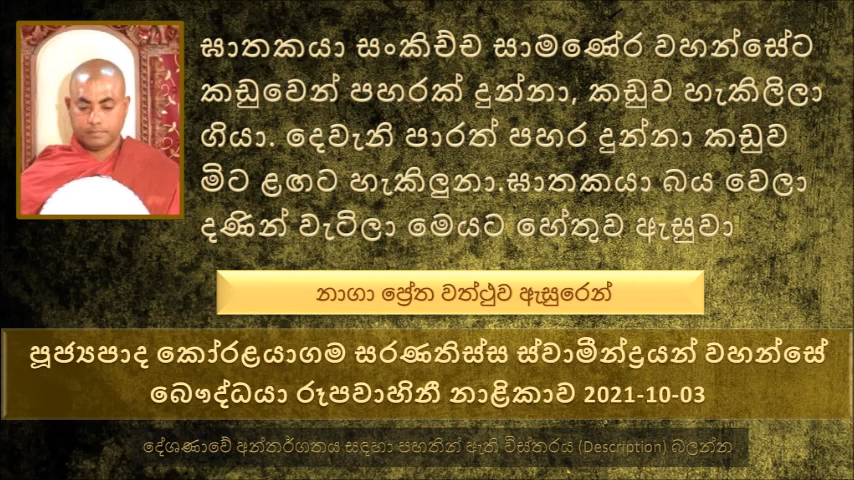 ඝාතකයා සංකිච්ච සාමණේර වහන්සේට
කඩුවෙන් පහරක් දුන්නා, කඩුව හැකිලිලා
ගියා. දෙවැනි පාරත් පහර දුන්නා කඩුව
මිට ළඟට හැකිලුනා.ඝාතකයා බය වෙලා
දණින් වැටිලා මෙයට හේතුව ඇසුවා
නාගා ප්‍රේත වත්ථුව ඇසුරෙන්
පූජ්‍යපාද කෝරළයාගම සරණතිස්ස ස්වාමීන්ද්‍රයන් වහන්සේ
බෞද්ධයා රූපවාහිනී නාළිකාව 2021-10-03
දේශණාවේ අන්තර්ගතය සඳහා පහතින් ඇති විස්තරය (Description) බලන්න